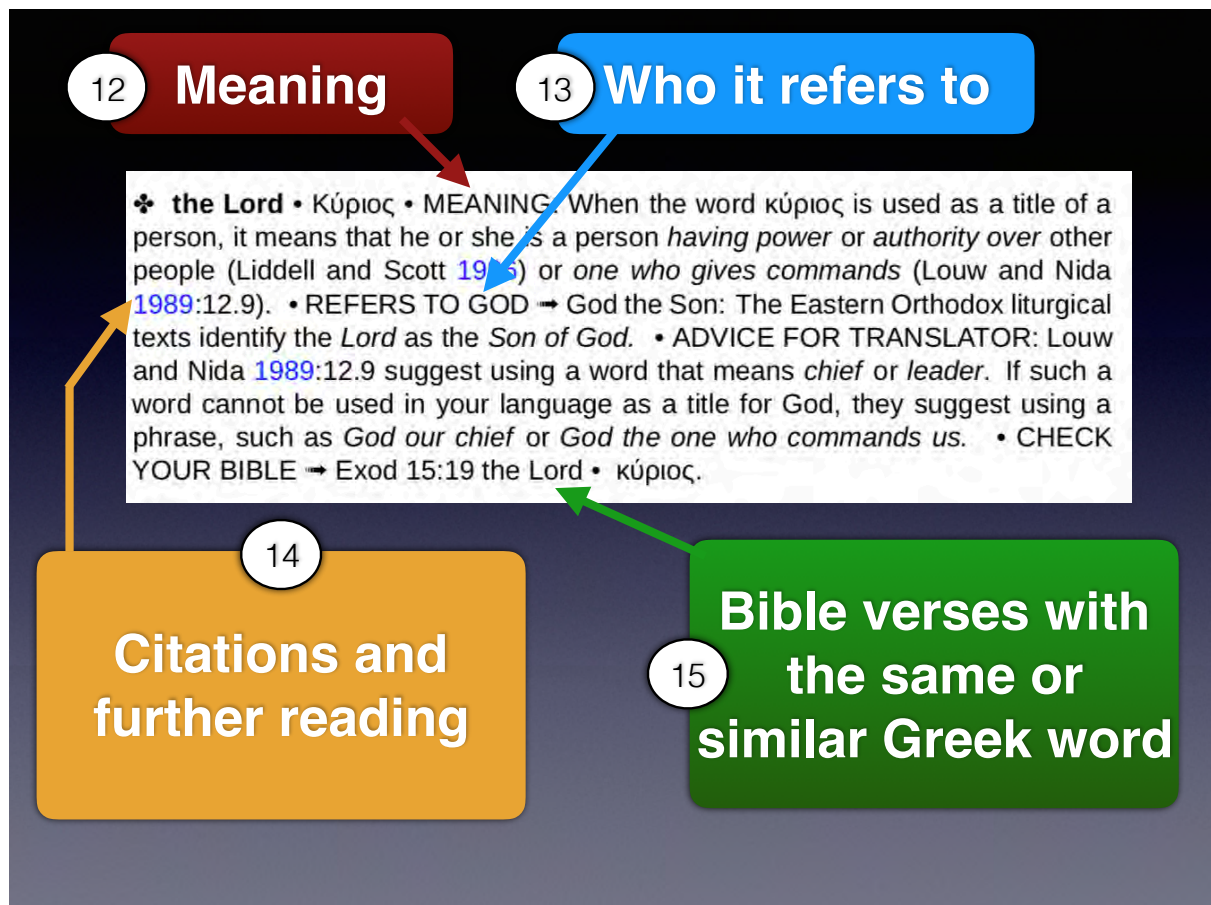 12 Meaning
13 Who it refers to
✤ the Lord • Κύριος • MEANING: When the word κύριος is used as a title of a
person, it means that he or she is a person having power or authority over other
people (Liddell and Scott) or one who gives commands (Louw and Nida
1989:12.9). • REFERS TO GOD ➟ God the Son: The Eastern Orthodox liturgical
texts identify the Lord as the Son of God. • ADVICE FOR TRANSLATOR: Louw
and Nida 1989:12.9 suggest using a word that means chief or leader. If such a
word cannot be used in your language as a title for God, they suggest using a
phrase, such as God our chief or God the one who commands us. • CHECK
YOUR BIBLE ➟ Exod 15:19 the Lord • κύριος.
14
Citations and
further reading
15
Bible verses with
the same or
similar Greek word